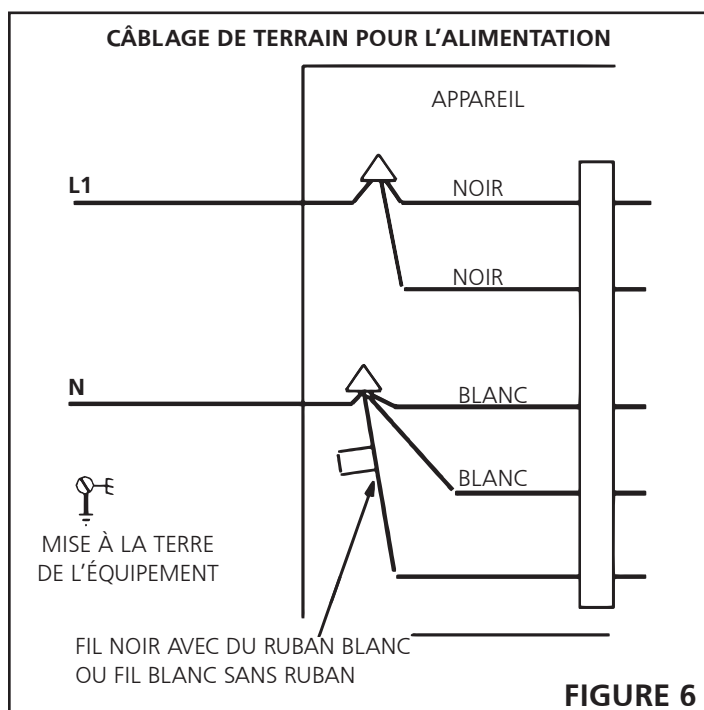 CÂBLAGE DE TERRAIN POUR L'ALIMENTATION
APPAREIL
L1
NOIR
NOIR
N
BLANC
BLANC
MISE À LA TERRE
DE L'ÉQUIPEMENT
FIL NOIR AVEC DU RUBAN BLANC
OU FIL BLANC SANS RUBAN
FIGURE 6